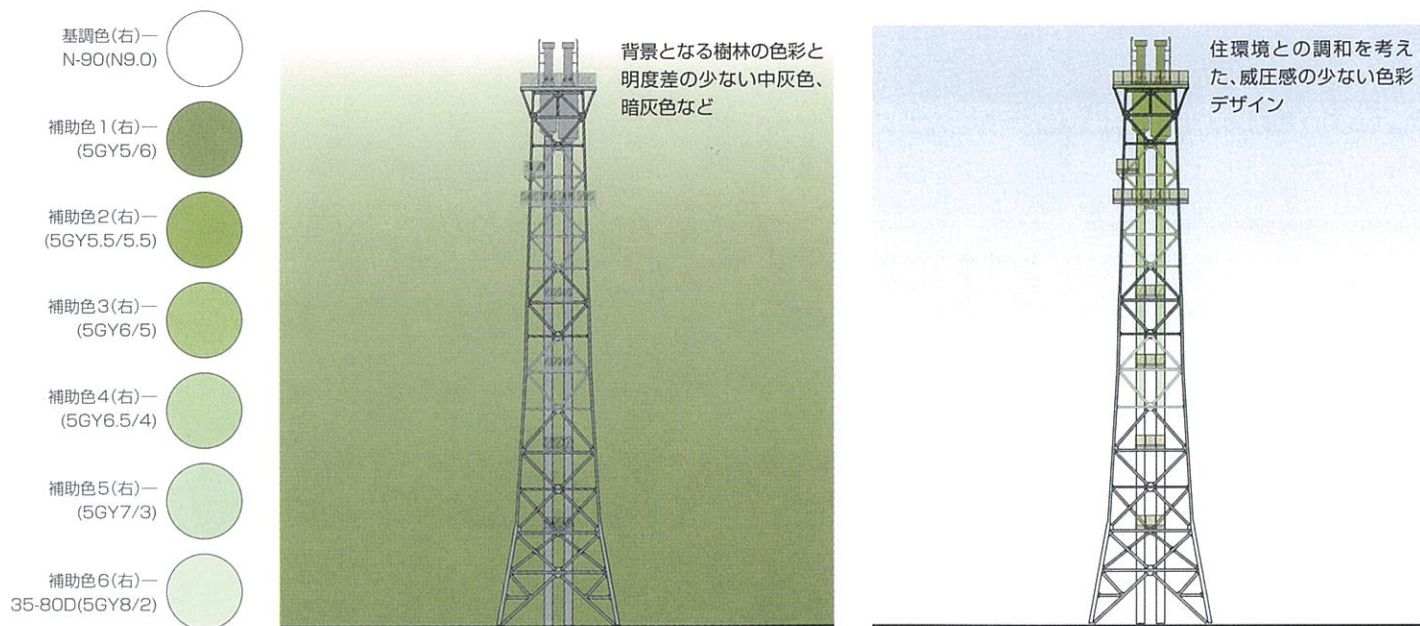 基調色(右)―
N-90(N9.0)
補助色1(右)―
(5GY5/6)
補助色2(右)―
(5GY5.5/5.5)
補助色3(右)―
(5GY6/5)
補助色4(右)―
(5GY6.5/4)
補助色5(右)―
(5GY7/3)
補助色6(右)―
35-80D(5GY8/2)
背景となる樹林の色彩と
明度差の少ない中灰色、
暗灰色など
住環境との調和を考え
た、威圧感の少ない色彩
デザイン